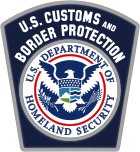 U.S. CUSTOMS AND
BORDER PROTECTION
U.S. DEPARTMENT OF
HOMELAND SECURITY